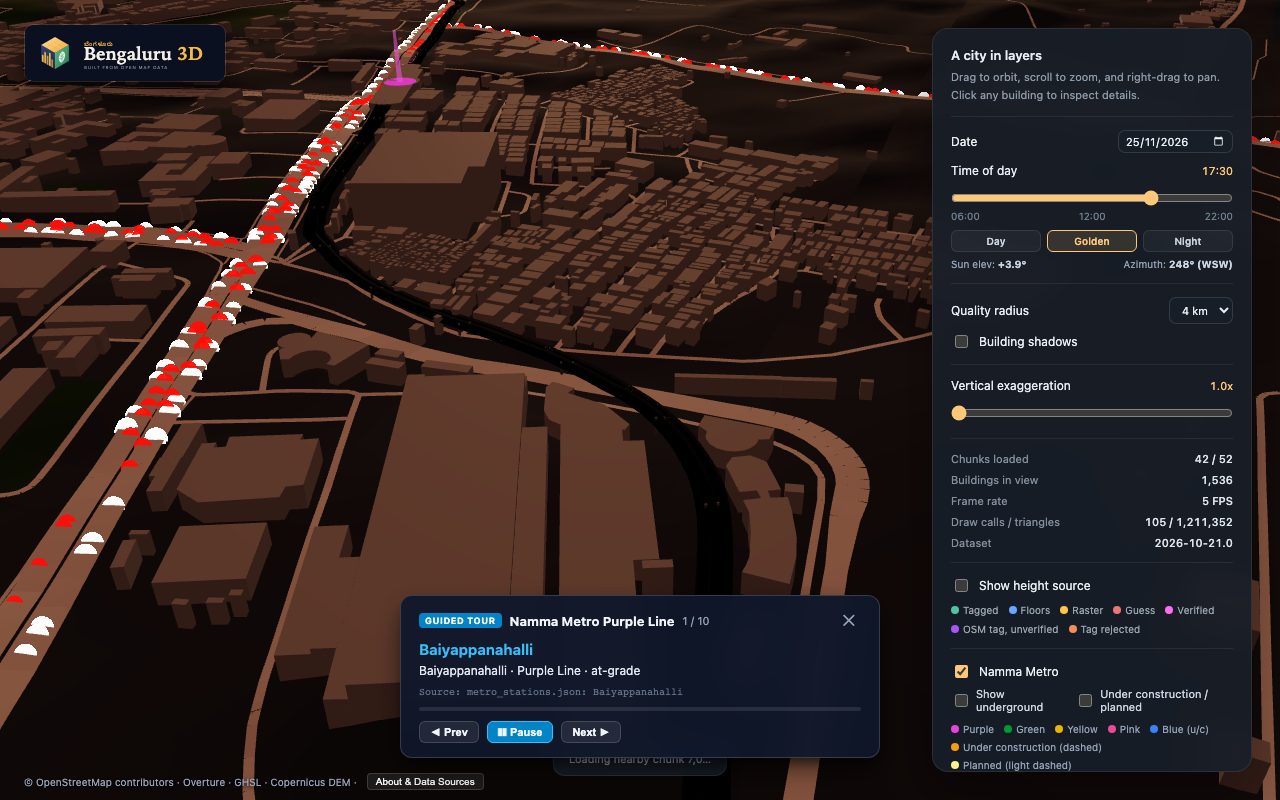 ಬೆಂಗಳೂರು
Bengaluru 3D
BUILT FROM OPEN MAP DATA
A city in layers
Drag to orbit, scroll to zoom, and right-drag to pan.
Click any building to inspect details.
Date 25/11/2026
Time of day 17:30
06:00 12:00 22:00
Day Golden Night
Sun elev: +3.9° Azimuth: 248° (WSW)
Quality radius 4 km
Building shadows
Vertical exaggeration 1.0x
Chunks loaded 42 / 52
Buildings in view 1,536
Frame rate 5 FPS
Draw calls / triangles 105 / 1,211,352
Dataset 2026-10-21.0
Show height source
Tagged Floors Raster Guess Verified
OSM tag, unverified Tag rejected
Namma Metro
Show underground
Under construction / planned
Purple Green Yellow Pink Blue (u/c)
Under construction (dashed)
Planned (light dashed)
GUIDED TOUR Namma Metro Purple Line 1 / 10
Baiyappanahalli
Baiyappanahalli · Purple Line · at-grade
Source: metro_stations.json: Baiyappanahalli
Prev Pause Next
Loading nearby chunk 7,0...
© OpenStreetMap contributors · Overture · GHSL · Copernicus DEM · About & Data Sources